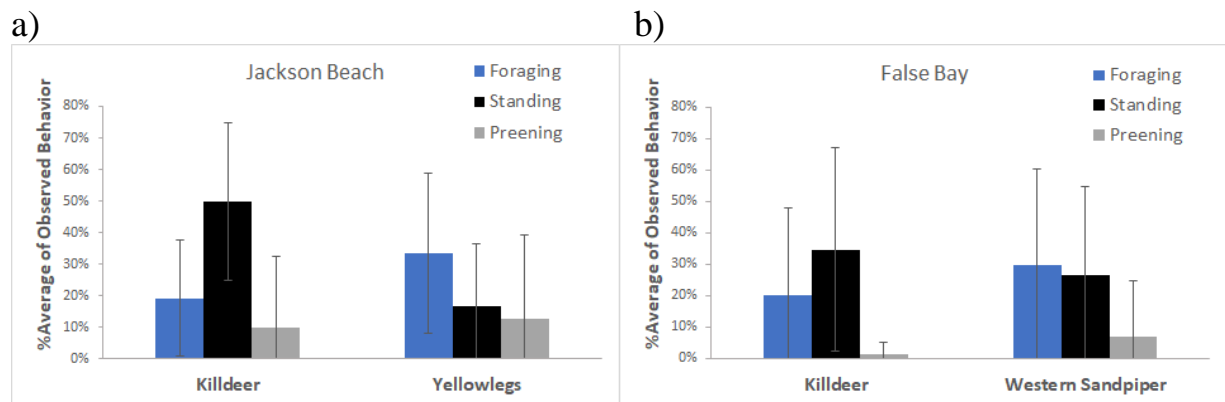 a)
Jackson Beach
Foraging
Standing
Preening
%Average of Observed Behavior
80%
70%
60%
50%
40%
30%
20%
10%
0%
Killdeer
Yellowlegs
b)
False Bay
Foraging
Standing
Preening
%Average of Observed Behavior
80%
70%
60%
50%
40%
30%
20%
10%
0%
Killdeer
Western Sandpiper